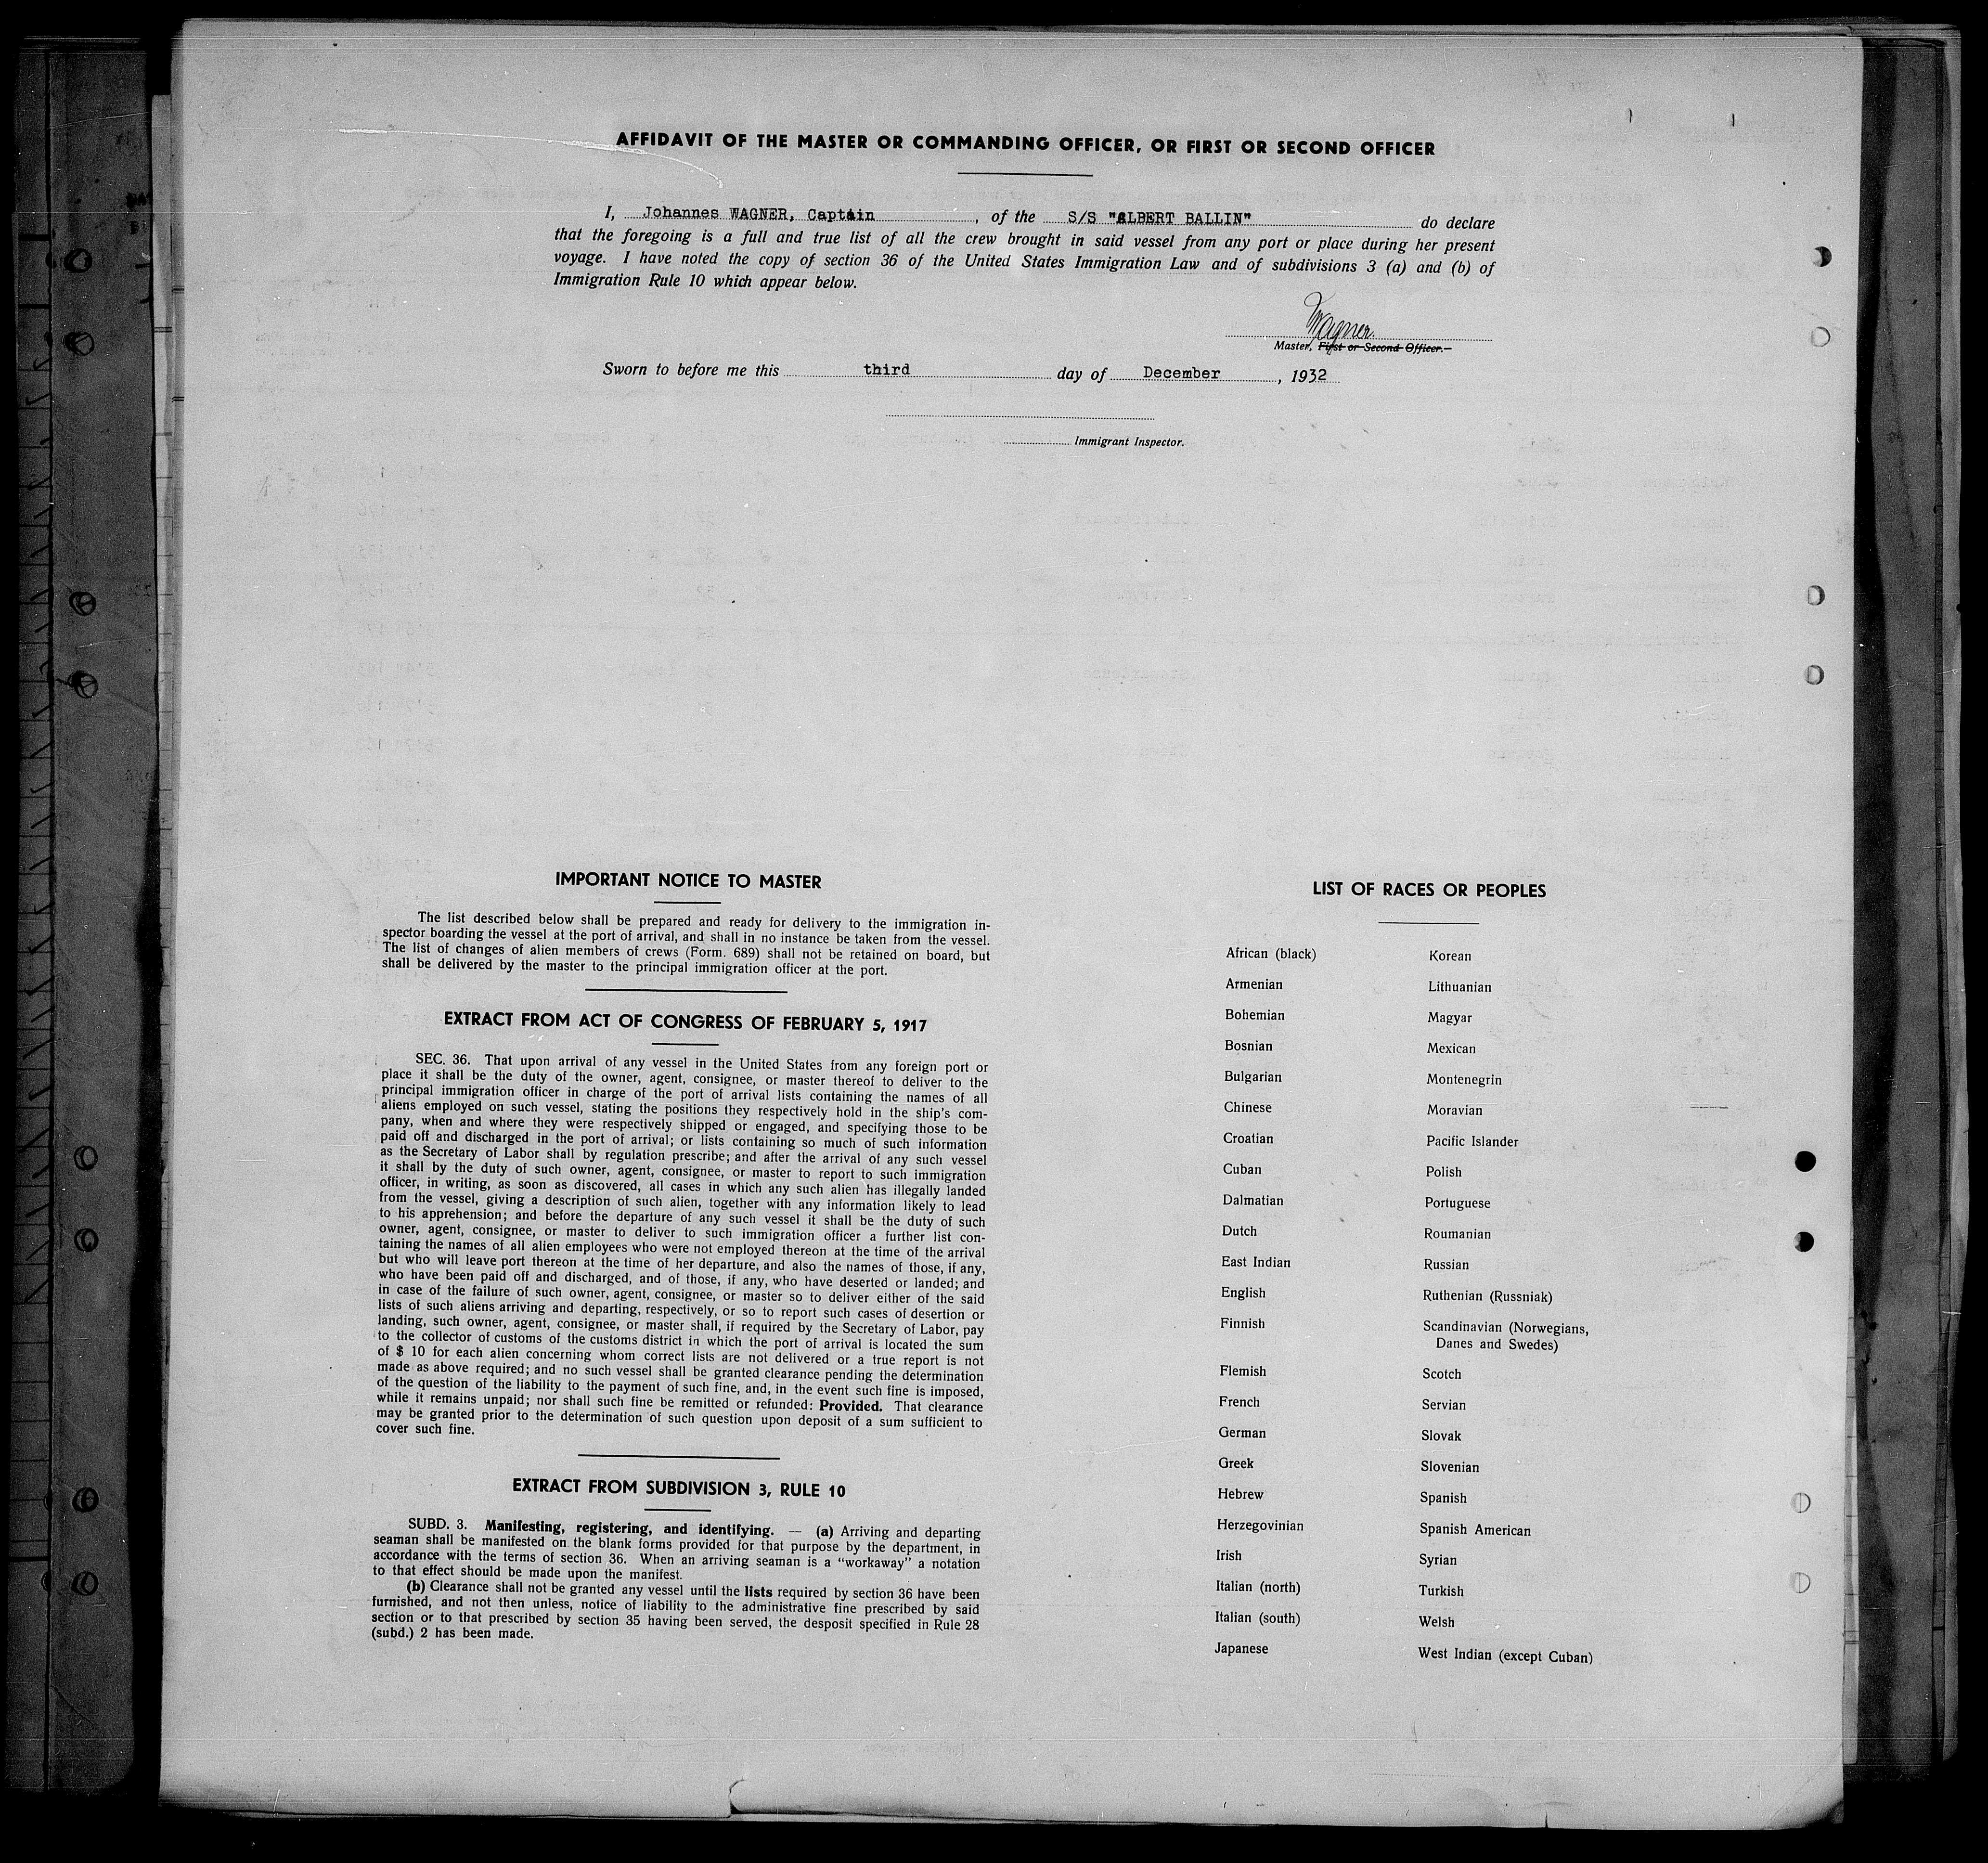 AFFIDAVIT OF THE MASTER OR COMMANDING OFFICER, OR FIRST OR SECOND OFFICER
I, Johannes WAGNER, Captain, of the S/S "ALBERT BALLIN" do declare
that the foregoing is a full and true list of all the crew brought in said vessel from any port or place during her present
voyage. I have noted the copy of section 36 of the United States Immigration Law and of subdivisions 3 (a) and (b) of
Immigration Rule 10 which appear below.
Wagner.
Master, First or Second Officer.—
Sworn to before me this third day of December, 1932
Immigrant Inspector.
IMPORTANT NOTICE TO MASTER
The list described below shall be prepared and ready for delivery to the immigration in-
spector boarding the vessel at the port of arrival, and shall in no instance be taken from the vessel.
The list of changes of alien members of crews (Form. 689) shall not be retained on board, but
shall be delivered by the master to the principal immigration officer at the port.
EXTRACT FROM ACT OF CONGRESS OF FEBRUARY 5, 1917
SEC. 36. That upon arrival of any vessel in the United States from any foreign port or
place it shall be the duty of the owner, agent, consignee, or master thereof to deliver to the
principal immigration officer in charge of the port of arrival lists containing the names of all
aliens employed on such vessel, stating the positions they respectively hold in the ship's com-
pany, when and where they were respectively shipped or engaged, and specifying those to be
paid off and discharged in the port of arrival; or lists containing so much of such information
as the Secretary of Labor shall by regulation prescribe; and after the arrival of any such vessel
it shall by the duty of such owner, agent, consignee, or master to report to such immigration
officer, in writing, as soon as discovered, all cases in which any such alien has illegally landed
from the vessel, giving a description of such alien, together with any information likely to lead
to his apprehension; and before the departure of any such vessel it shall be the duty of such
owner, agent, consignee, or master to deliver to such immigration officer a further list con-
taining the names of all alien employees who were not employed thereon at the time of the arrival
but who will leave port thereon at the time of her departure, and also the names of those, if any,
who have been paid off and discharged, and of those, if any, who have deserted or landed; and
in case of the failure of such owner, agent, consignee, or master so to deliver either of the said
lists of such aliens arriving and departing, respectively, or so to report such cases of desertion or
landing, such owner, agent, consignee, or master shall, if required by the Secretary of Labor, pay
to the collector of customs of the customs district in which the port of arrival is located the sum
of $ 10 for each alien concerning whom correct lists are not delivered or a true report is not
made as above required; and no such vessel shall be granted clearance pending the determination
of the question of the liability to the payment of such fine, and, in the event such fine is imposed,
while it remains unpaid; nor shall such fine be remitted or refunded: Provided. That clearance
may be granted prior to the determination of such question upon deposit of a sum sufficient to
cover such fine.
EXTRACT FROM SUBDIVISION 3, RULE 10
SUBD. 3. Manifesting, registering, and identifying. — (a) Arriving and departing
seaman shall be manifested on the blank forms provided for that purpose by the department, in
accordance with the terms of section 36. When an arriving seaman is a "workaway" a notation
to that effect should be made upon the manifest.
(b) Clearance shall not be granted any vessel until the lists required by section 36 have been
furnished, and not then unless, notice of liability to the administrative fine prescribed by said
section or to that prescribed by section 35 having been served, the desposit specified in Rule 28
(subd.) 2 has been made.
LIST OF RACES OR PEOPLES
African (black)
Armenian
Bohemian
Bosnian
Bulgarian
Chinese
Croatian
Cuban
Dalmatian
Dutch
East Indian
English
Finnish
Flemish
French
German
Greek
Hebrew
Herzegovinian
Irish
Italian (north)
Italian (south)
Japanese
Korean
Lithuanian
Magyar
Mexican
Montenegrin
Moravian
Pacific Islander
Polish
Portuguese
Roumanian
Russian
Ruthenian (Russniak)
Scandinavian (Norwegians,
Danes and Swedes)
Scotch
Servian
Slovak
Slovenian
Spanish
Spanish American
Syrian
Turkish
Welsh
West Indian (except Cuban)